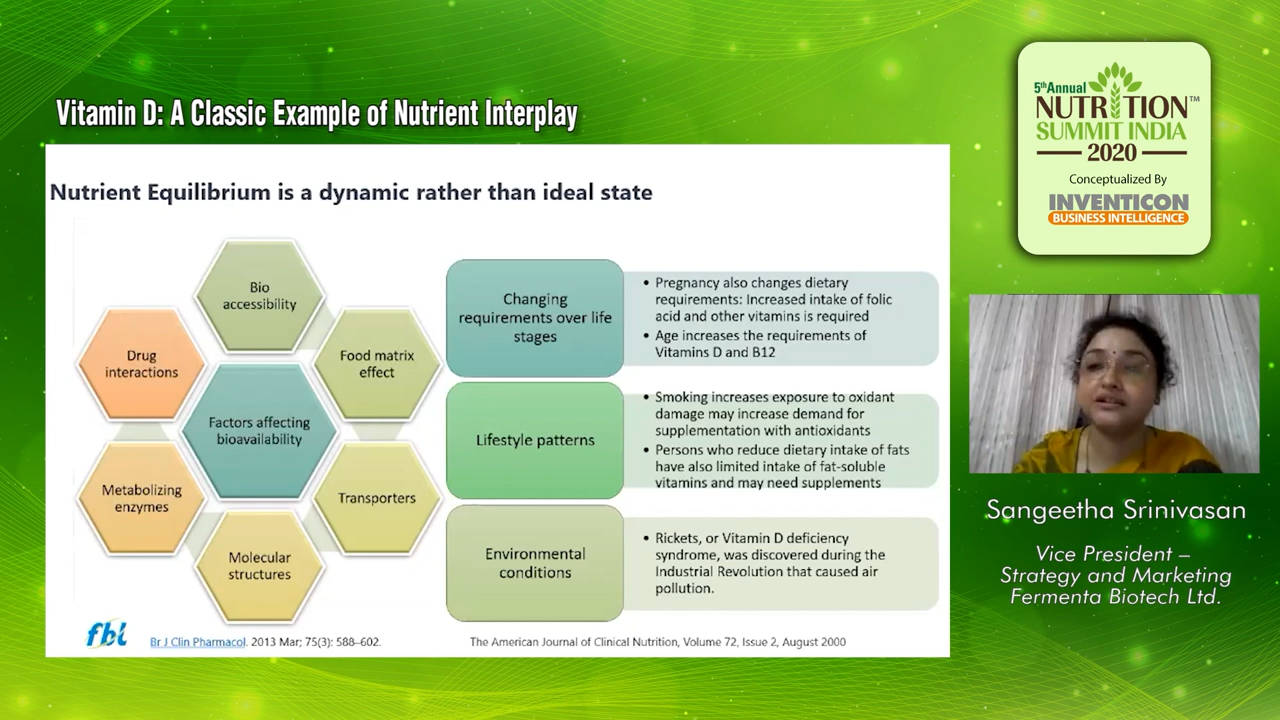 Vitamin D: A Classic Example of Nutrient Interplay
Nutrient Equilibrium is a dynamic rather than ideal state
Bio
accessibility
Drug
interactions
Food matrix
effect
Factors affecting
bioavailability
Metabolizing
enzymes
Transporters
Molecular
structures
Changing
requirements over life
stages
• Pregnancy also changes dietary
requirements: Increased intake of folic
acid and other vitamins is required
• Age increases the requirements of
Vitamins D and B12
Lifestyle patterns
• Smoking increases exposure to oxidant
damage may increase demand for
supplementation with antioxidants
• Persons who reduce dietary intake of fats
have also limited intake of fat-soluble
vitamins and may need supplements
Environmental
conditions
• Rickets, or Vitamin D deficiency
syndrome, was discovered during the
Industrial Revolution that caused air
pollution.
fbl
Br J Clin Pharmacol. 2013 Mar; 75(3): 588–602.
The American Journal of Clinical Nutrition, Volume 72, Issue 2, August 2000
5th Annual
NUTRITION™
SUMMIT INDIA
2020
Conceptualized By
INVENTICON
BUSINESS INTELLIGENCE
Sangeetha Srinivasan
Vice President –
Strategy and Marketing
Fermenta Biotech Ltd.